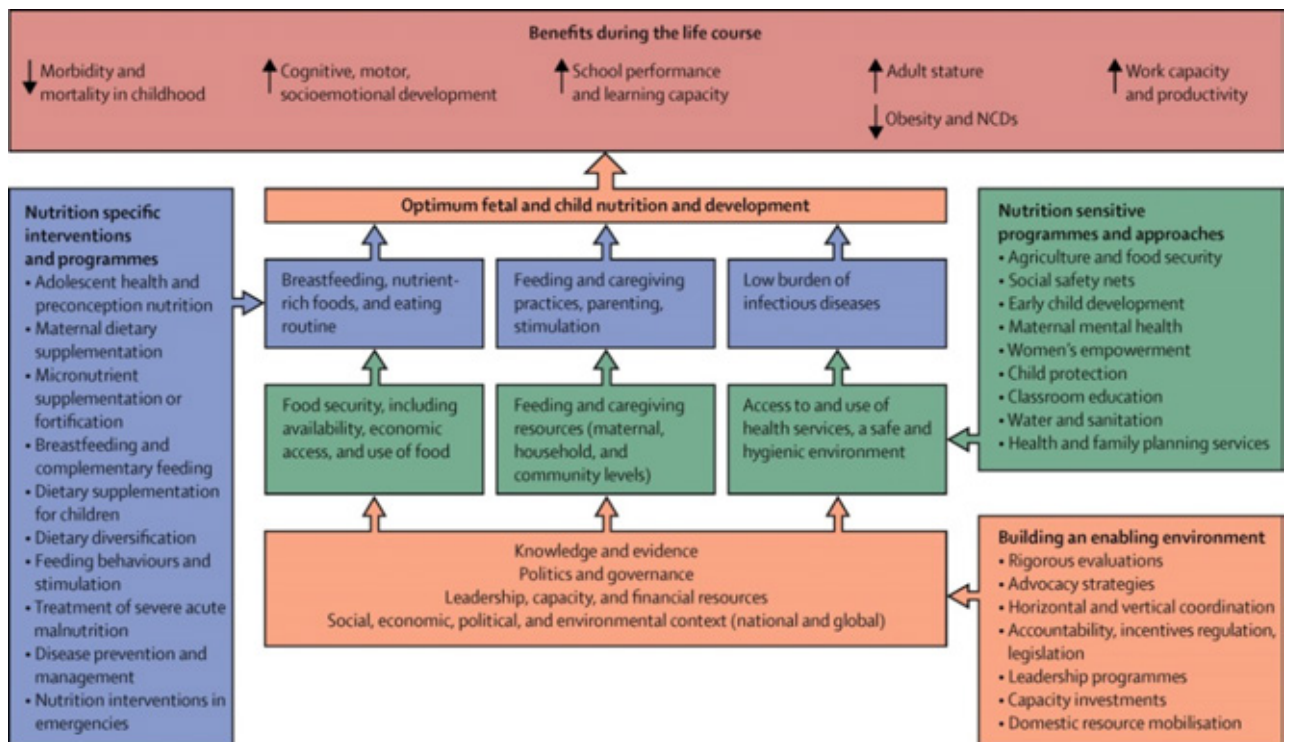 Benefits during the life course
Morbidity and
mortality in childhood
Cognitive, motor,
socioemotional development
School performance
and learning capacity
Adult stature
Obesity and NCDs
Work capacity
and productivity
Optimum fetal and child nutrition and development
Nutrition specific
interventions
and programmes
• Adolescent health and
preconception nutrition
• Maternal dietary
supplementation
• Micronutrient
supplementation or
fortification
• Breastfeeding and
complementary feeding
• Dietary supplementation
for children
• Dietary diversification
• Feeding behaviours and
stimulation
• Treatment of severe acute
malnutrition
• Disease prevention and
management
• Nutrition interventions in
emergencies
Breastfeeding, nutrient-
rich foods, and eating
routine
Feeding and caregiving
practices, parenting,
stimulation
Low burden of
infectious diseases
Food security, including
availability, economic
access, and use of food
Feeding and caregiving
resources (maternal,
household, and
community levels)
Access to and use of
health services, a safe and
hygienic environment
Knowledge and evidence
Politics and governance
Leadership, capacity, and financial resources
Social, economic, political, and environmental context (national and global)
Nutrition sensitive
programmes and approaches
• Agriculture and food security
• Social safety nets
• Early child development
• Maternal mental health
• Women's empowerment
• Child protection
• Classroom education
• Water and sanitation
• Health and family planning services
Building an enabling environment
• Rigorous evaluations
• Advocacy strategies
• Horizontal and vertical coordination
• Accountability, incentives regulation,
legislation
• Leadership programmes
• Capacity investments
• Domestic resource mobilisation